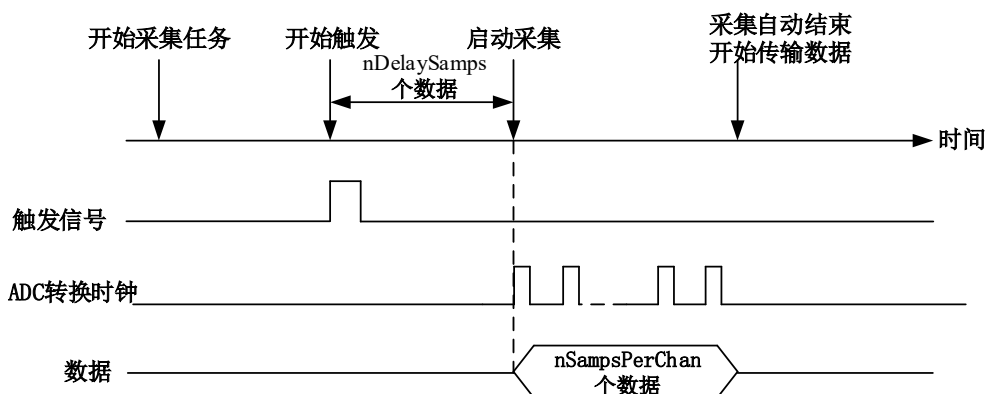 开始采集任务
开始触发
启动采集
采集自动结束
开始传输数据
nDelaySamps
个数据
时间
触发信号
ADC转换时钟
数据
nSampsPerChan
个数据